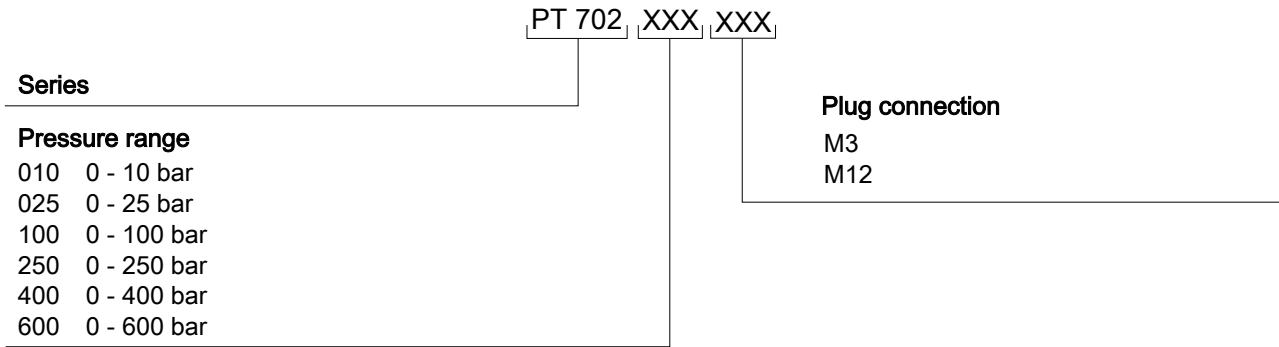 PT 702 XXX XXX
Series
Pressure range
010 0 - 10 bar
025 0 - 25 bar
100 0 - 100 bar
250 0 - 250 bar
400 0 - 400 bar
600 0 - 600 bar
Plug connection
M3
M12